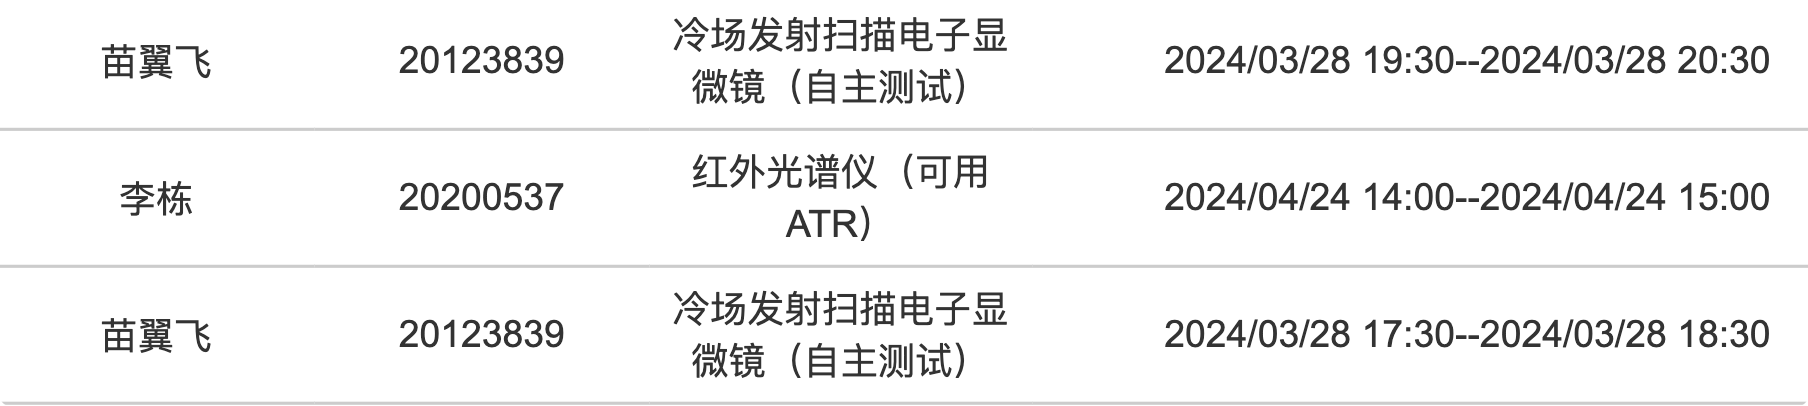 苗翼飞 20123839 冷场发射扫描电子显
微镜（自主测试） 2024/03/28 19:30--2024/03/28 20:30
李栋 20200537 红外光谱仪（可用
ATR） 2024/04/24 14:00--2024/04/24 15:00
苗翼飞 20123839 冷场发射扫描电子显
微镜（自主测试） 2024/03/28 17:30--2024/03/28 18:30